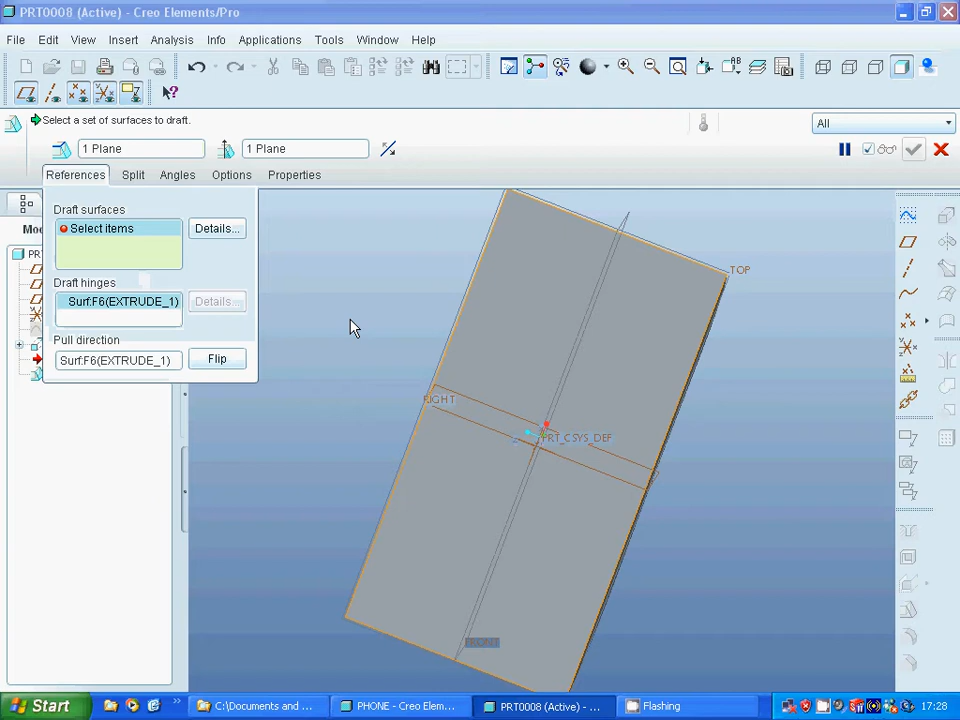 PRT0008 (Active) - Creo Elements/Pro
File Edit View Insert Analysis Info Applications Tools Window Help
Select a set of surfaces to draft.
All
1 Plane
1 Plane
References Split Angles Options Properties
Draft surfaces
Select items
Details...
Draft hinges
Surf:F6(EXTRUDE_1)
Details...
Pull direction
Surf:F6(EXTRUDE_1)
Flip
TOP
RIGHT
PRT_CSYS_DEF
FRONT
Start
C:\Documents and ...
PHONE - Creo Elem...
PRT0008 (Active) - ...
Flashing
17:28